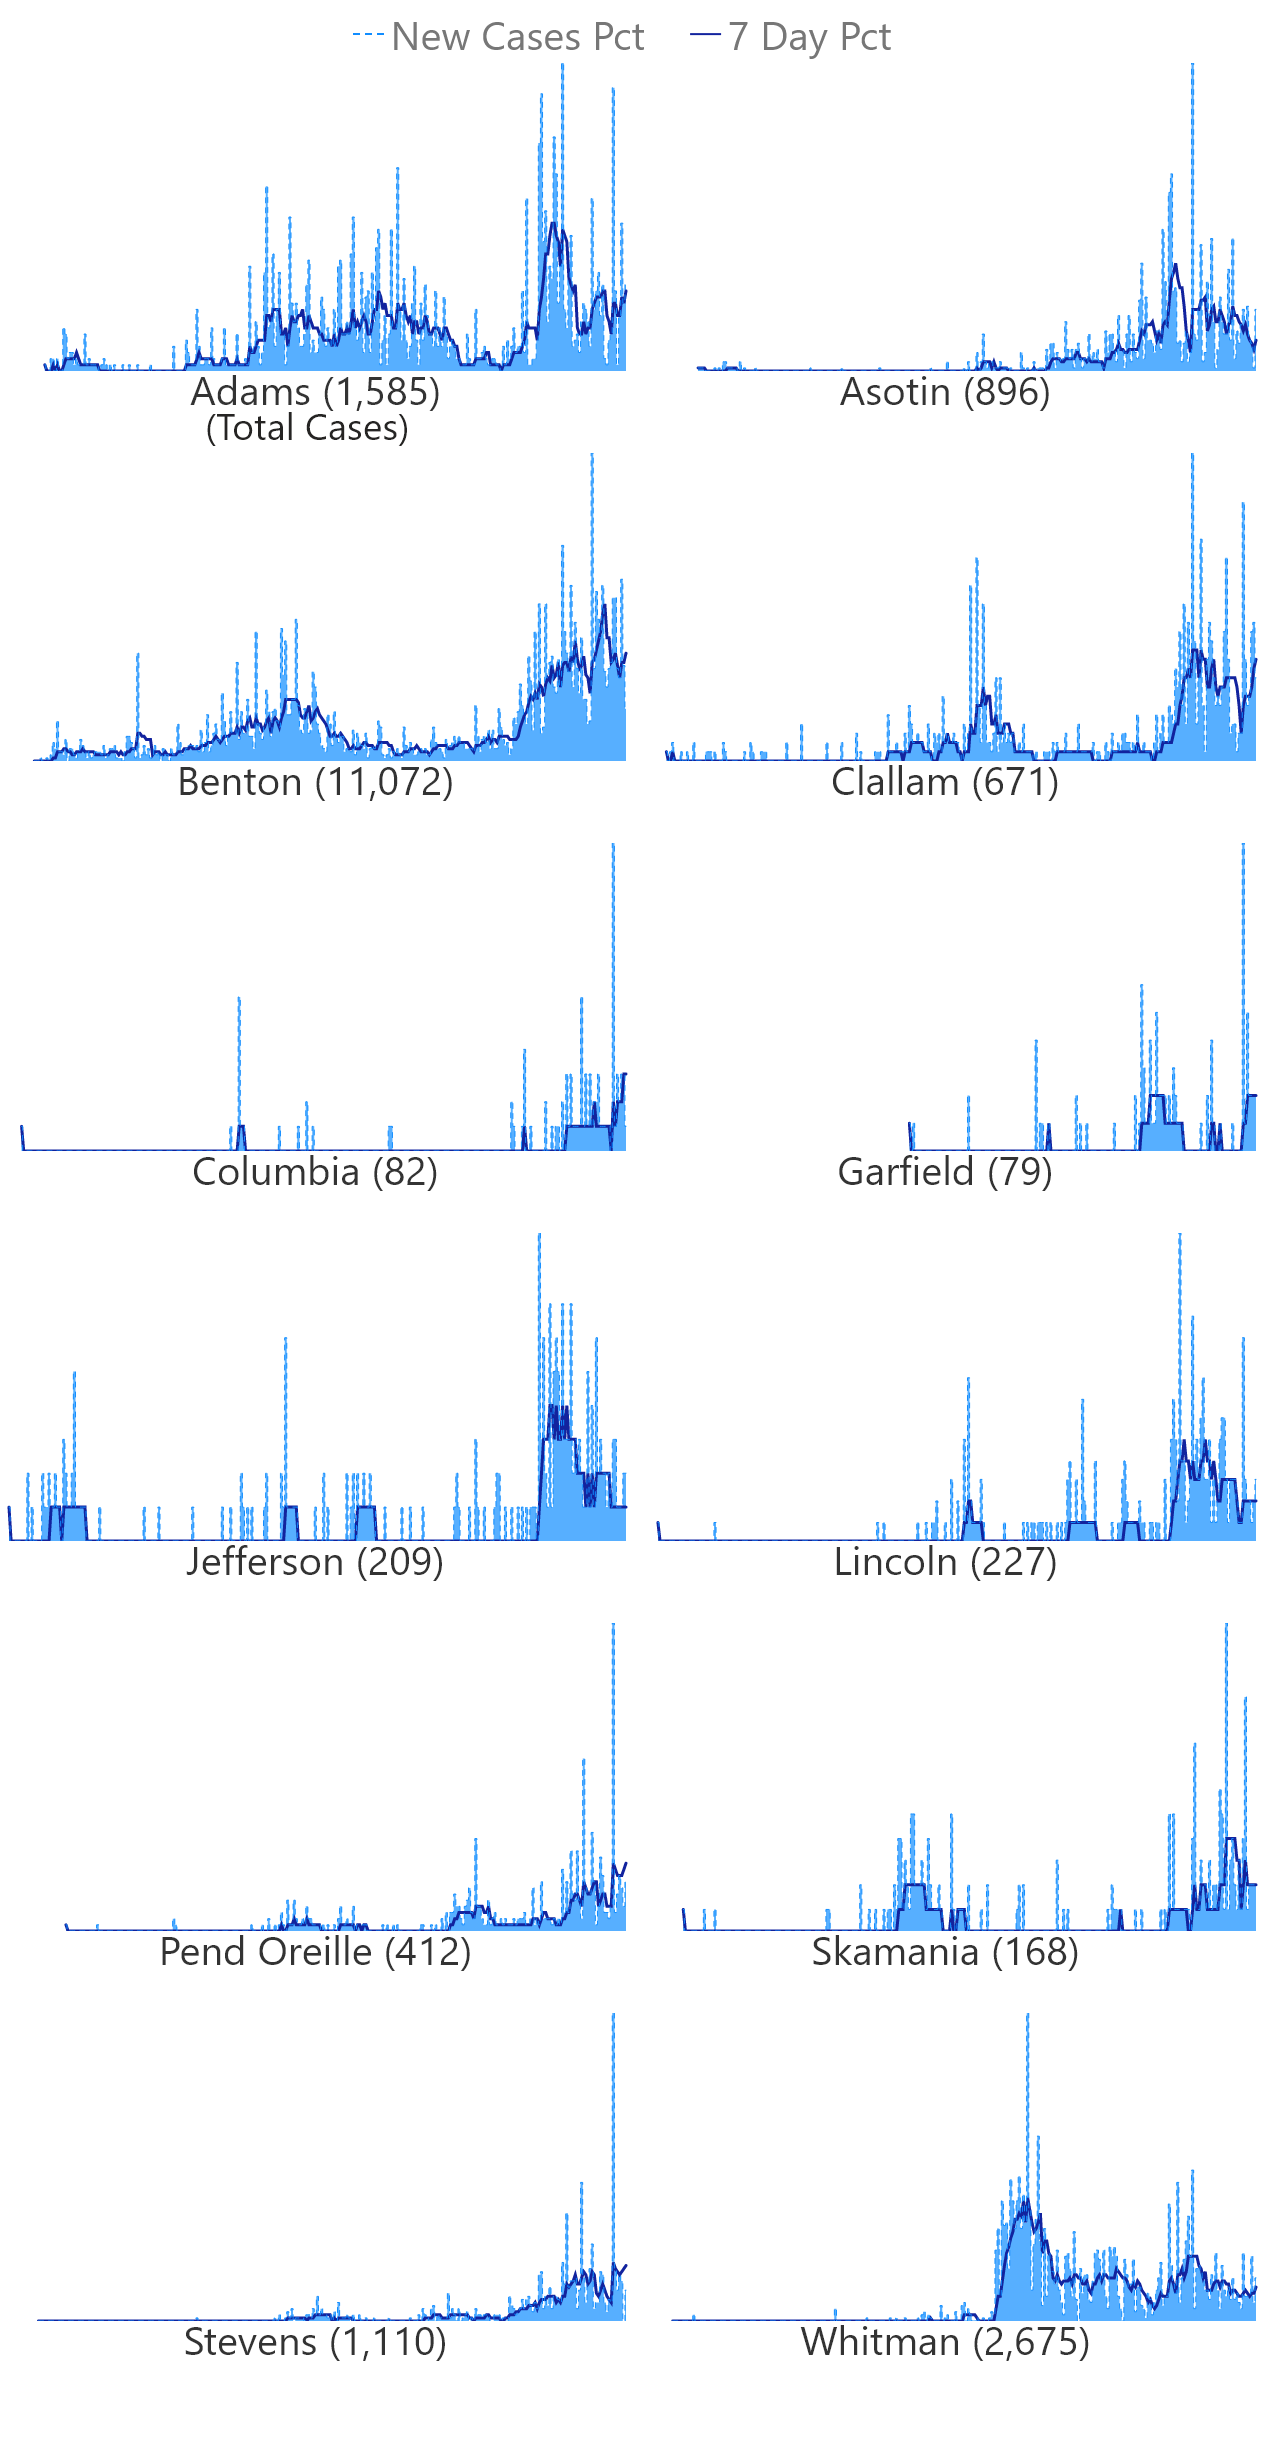 New Cases Pct 7 Day Pct
Adams (1,585) Asotin (896)
(Total Cases)
Benton (11,072) Clallam (671)
Columbia (82) Garfield (79)
Jefferson (209) Lincoln (227)
Pend Oreille (412) Skamania (168)
Stevens (1,110) Whitman (2,675)